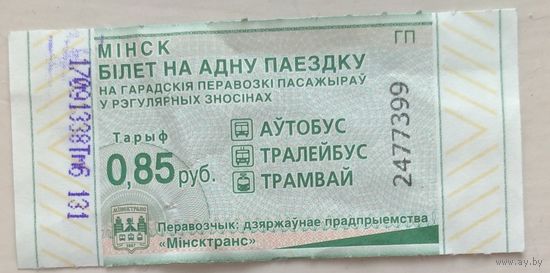 МІНСК
ГП
БІЛЕТ НА АДНУ ПАЕЗДКУ
НА ГАРАДСКІЯ ПЕРАВОЗКІ ПАСАЖЫРАЎ
У РЭГУЛЯРНЫХ ЗНОСІНАХ
Тарыф
0,85 руб.
АЎТОБУС
ТРАЛЕЙБУС
ТРАМВАЙ
2477399
МІНСКТРАНС
Перавозчык: дзяржаўнае прадпрыемства
«Мінсктранс»
www.ay.by